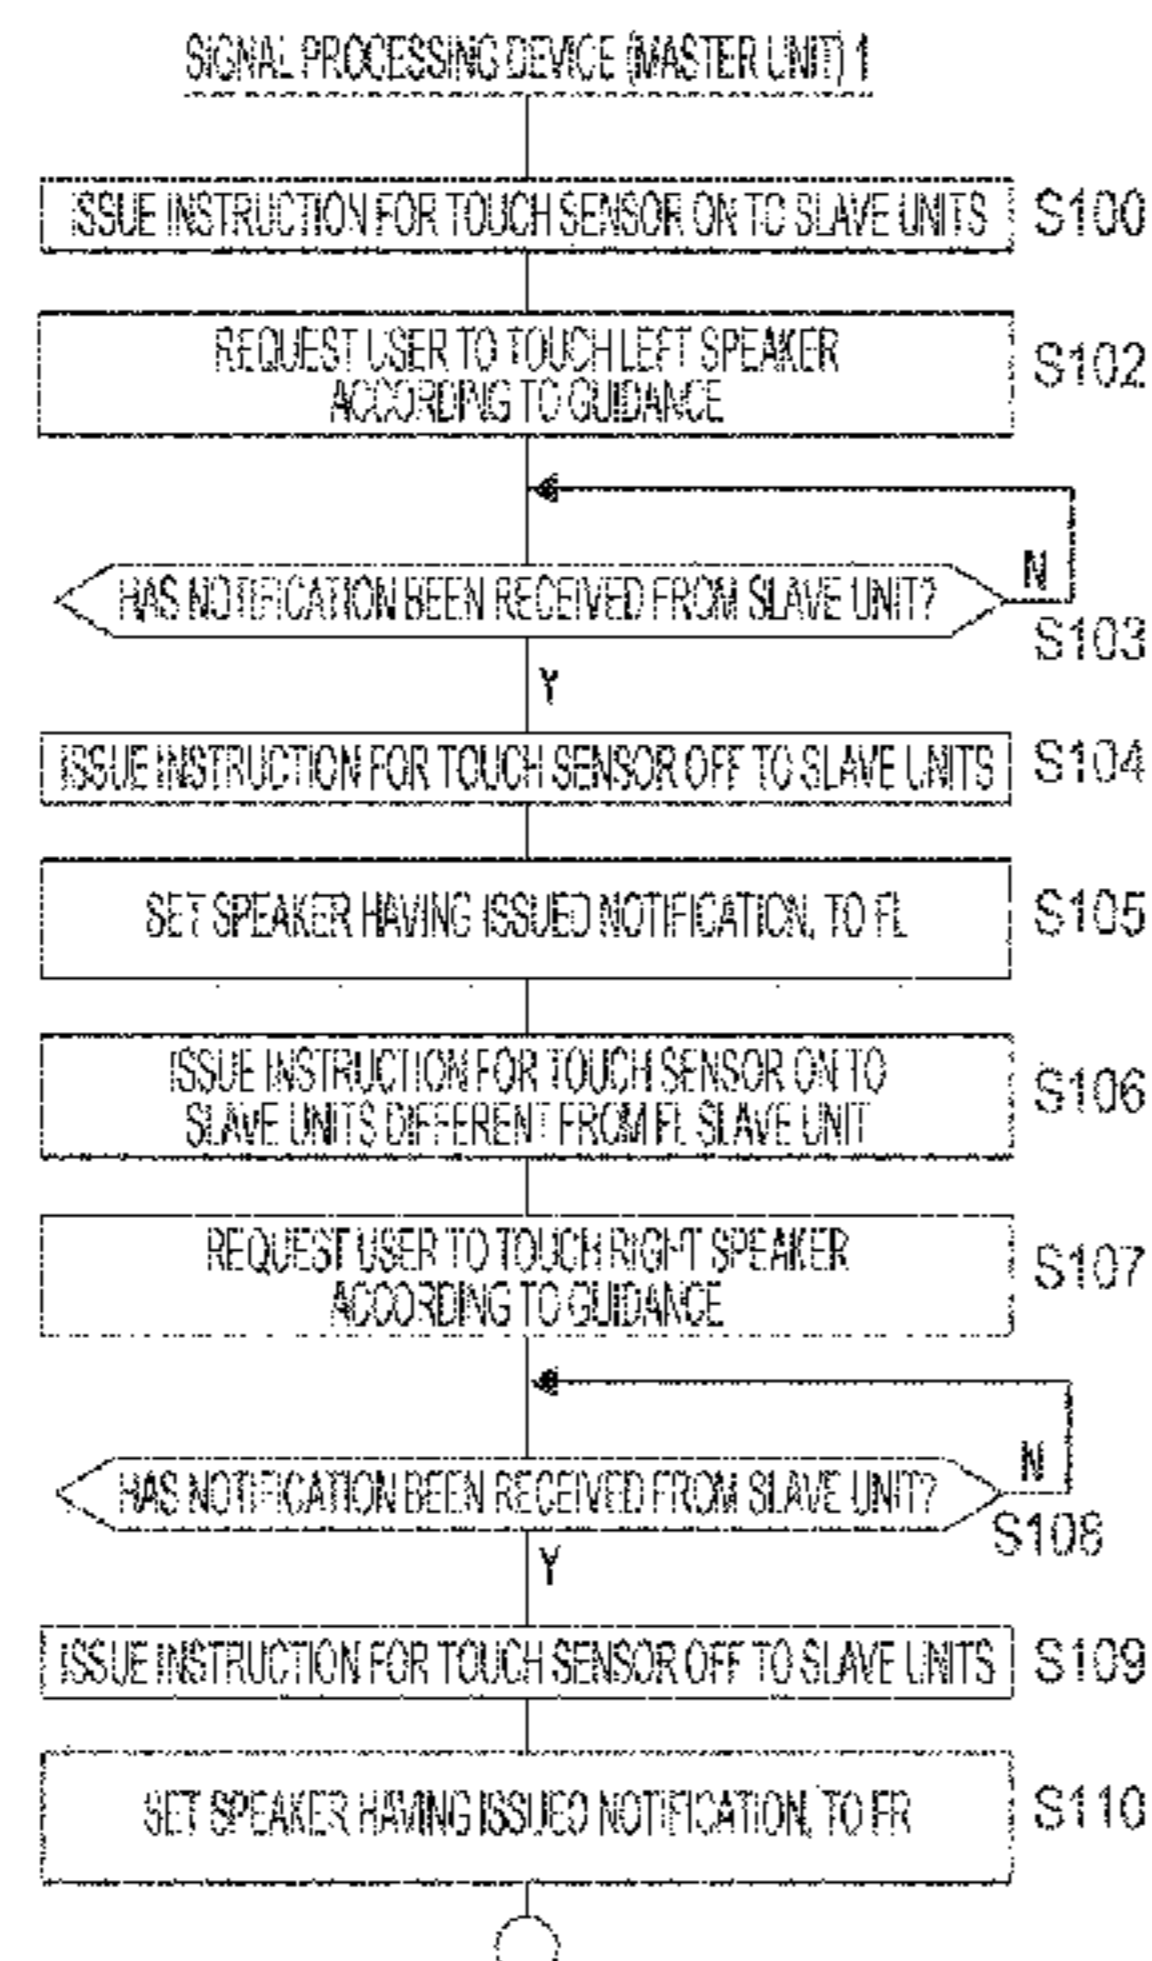 SIGNAL PROCESSING DEVICE (MASTER UNIT) 1
ISSUE INSTRUCTION FOR TOUCH SENSOR ON TO SLAVE UNITS
S100
REQUEST USER TO TOUCH LEFT SPEAKER
ACCORDING TO GUIDANCE
S102
N
HAS NOTIFICATION BEEN RECEIVED FROM SLAVE UNIT?
S103
Y
ISSUE INSTRUCTION FOR TOUCH SENSOR OFF TO SLAVE UNITS
S104
SET SPEAKER HAVING ISSUED NOTIFICATION, TO FL
S105
ISSUE INSTRUCTION FOR TOUCH SENSOR ON TO
SLAVE UNITS DIFFERENT FROM FL SLAVE UNIT
S106
REQUEST USER TO TOUCH RIGHT SPEAKER
ACCORDING TO GUIDANCE
S107
N
HAS NOTIFICATION BEEN RECEIVED FROM SLAVE UNIT?
S108
Y
ISSUE INSTRUCTION FOR TOUCH SENSOR OFF TO SLAVE UNITS
S109
SET SPEAKER HAVING ISSUED NOTIFICATION, TO FR
S110